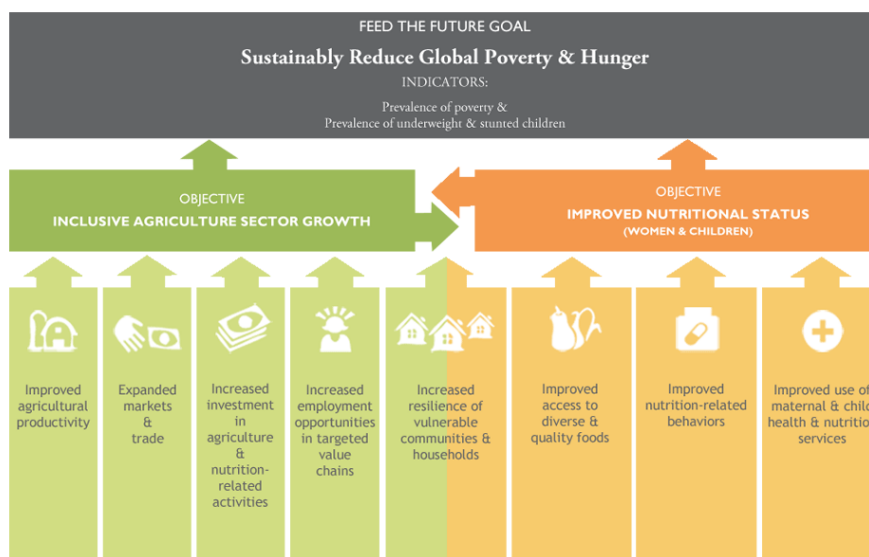 FEED THE FUTURE GOAL
Sustainably Reduce Global Poverty & Hunger
INDICATORS:
Prevalence of poverty &
Prevalence of underweight & stunted children
OBJECTIVE
INCLUSIVE AGRICULTURE SECTOR GROWTH
OBJECTIVE
IMPROVED NUTRITIONAL STATUS
(WOMEN & CHILDREN)
Improved
agricultural
productivity
Expanded
markets
&
trade
Increased
investment
in
agriculture
&
nutrition-
related
activities
Increased
employment
opportunities
in targeted
value
chains
Increased
resilience of
vulnerable
communities &
households
Improved
access to
diverse &
quality foods
Improved
nutrition-related
behaviors
Improved use of
maternal & child
health & nutrition
services